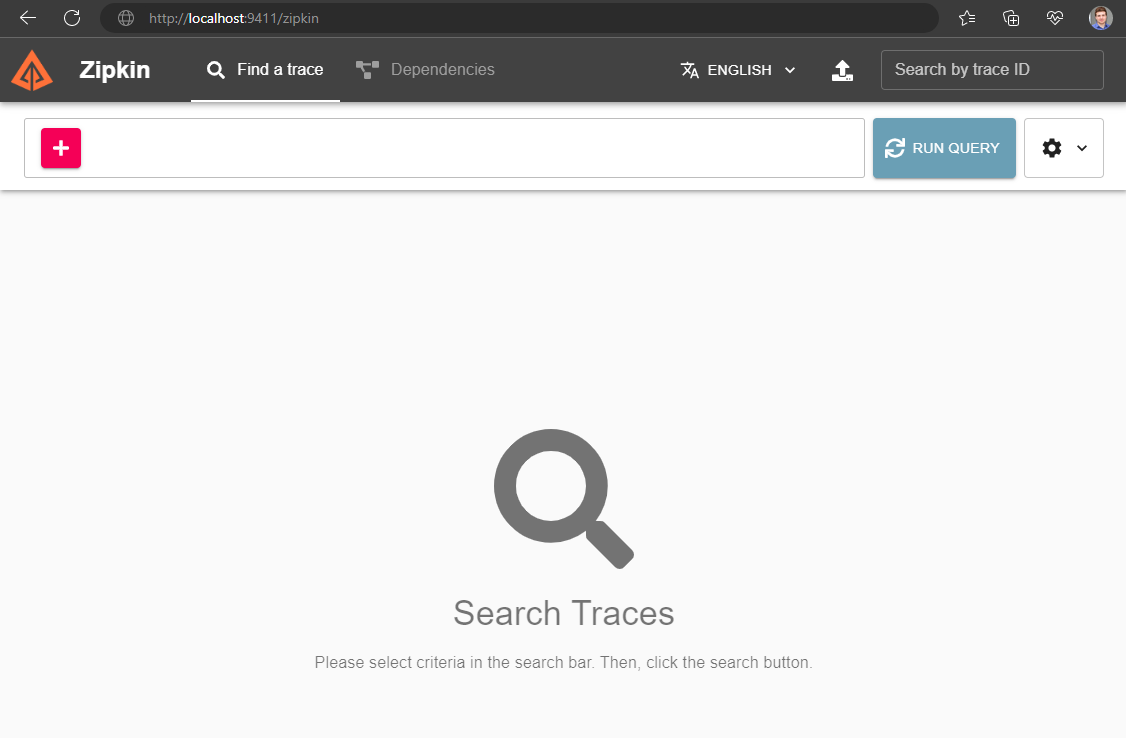 http://localhost:9411/zipkin
Zipkin Find a trace Dependencies ENGLISH Search by trace ID
RUN QUERY
Search Traces
Please select criteria in the search bar. Then, click the search button.